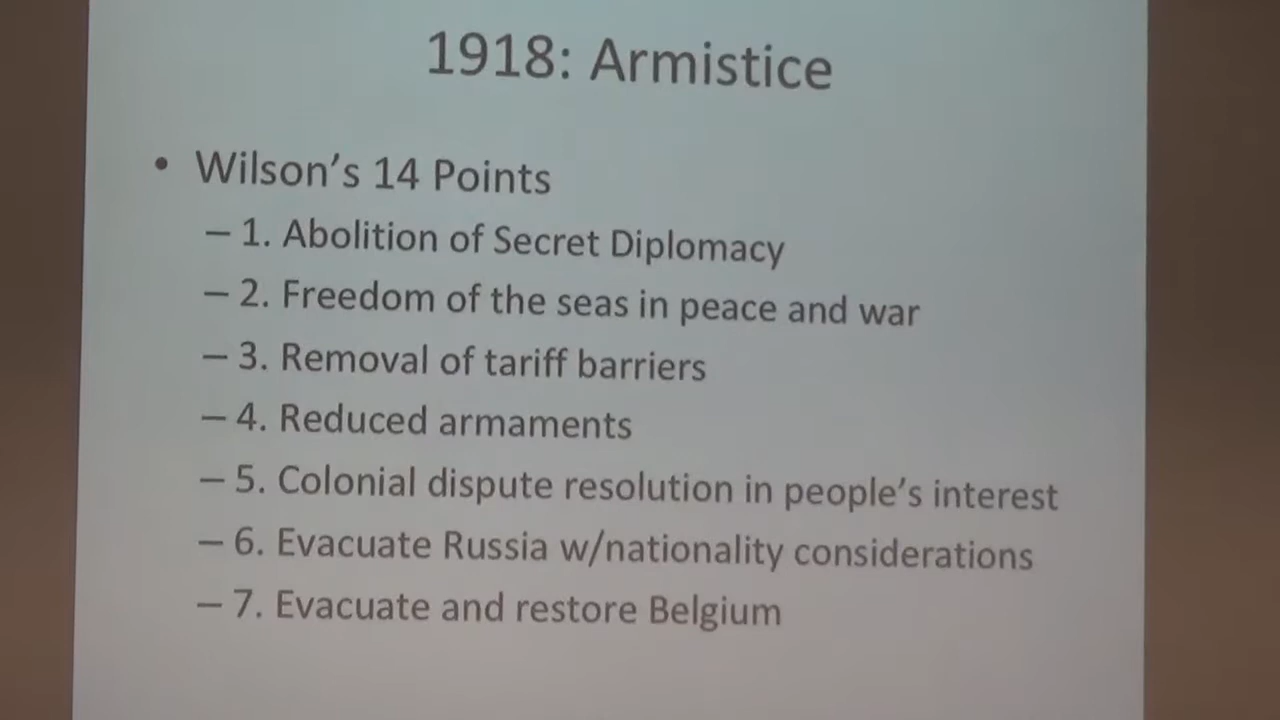 1918: Armistice
• Wilson’s 14 Points
– 1. Abolition of Secret Diplomacy
– 2. Freedom of the seas in peace and war
– 3. Removal of tariff barriers
– 4. Reduced armaments
– 5. Colonial dispute resolution in people’s interest
– 6. Evacuate Russia w/nationality considerations
– 7. Evacuate and restore Belgium